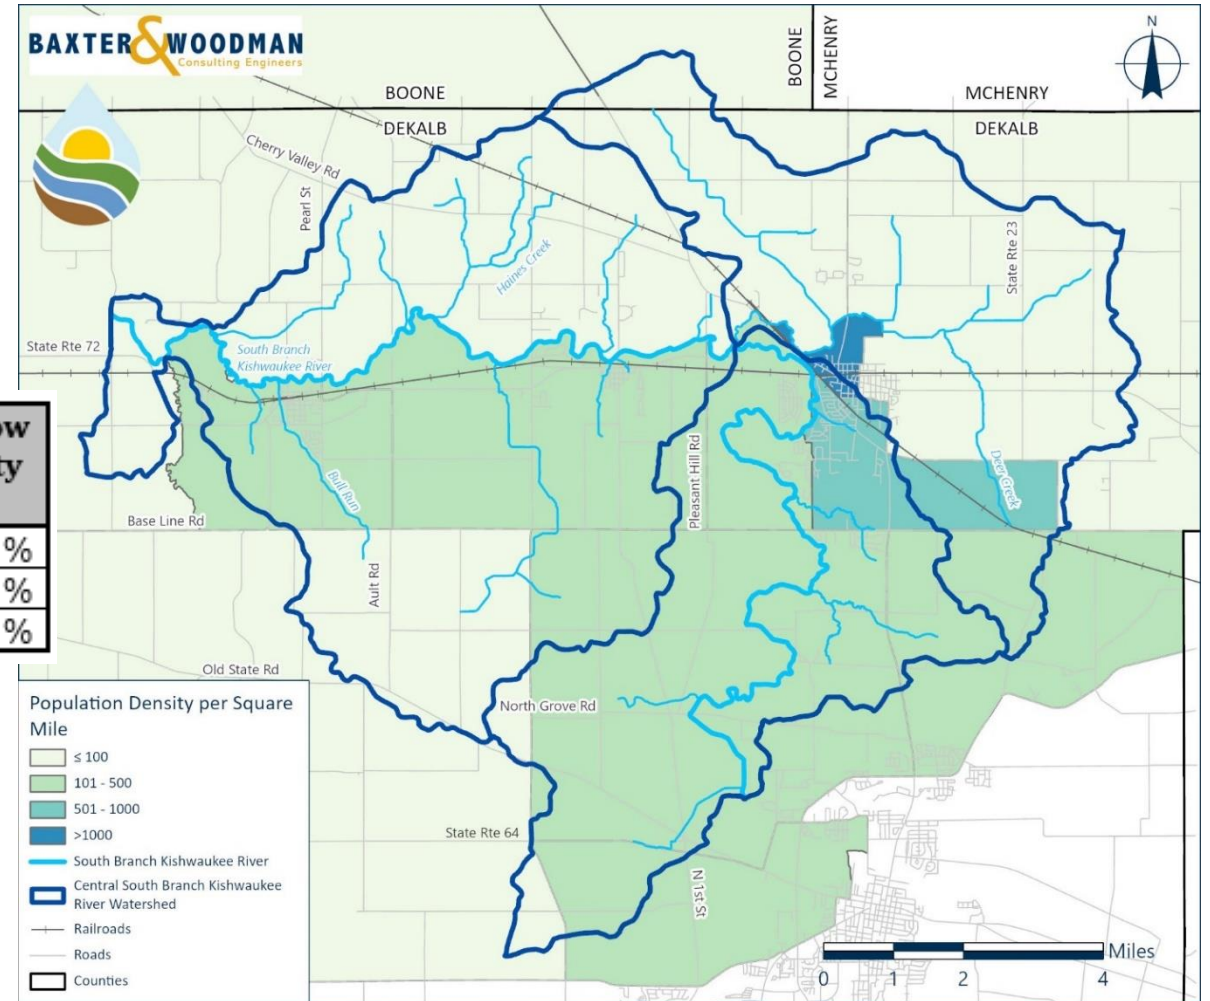 BAXTER & WOODMAN
Consulting Engineers
N
BOONE
MCHENRY
BOONE
MCHENRY
DEKALB
DEKALB
Cherry Valley Rd
Pearl St
Haines Creek
State Rte 23
State Rte 72
South Branch
Kishwaukee River
Pleasant Hill Rd
Deer Creek
Bull Run
Base Line Rd
%
%
%
Ault Rd
Old State Rd
North Grove Rd
State Rte 64
N 1st St
Population Density per Square
Mile
≤ 100
101 - 500
501 - 1000
>1000
South Branch Kishwaukee River
Central South Branch Kishwaukee
River Watershed
Railroads
Roads
Counties
Miles
0 1 2 4